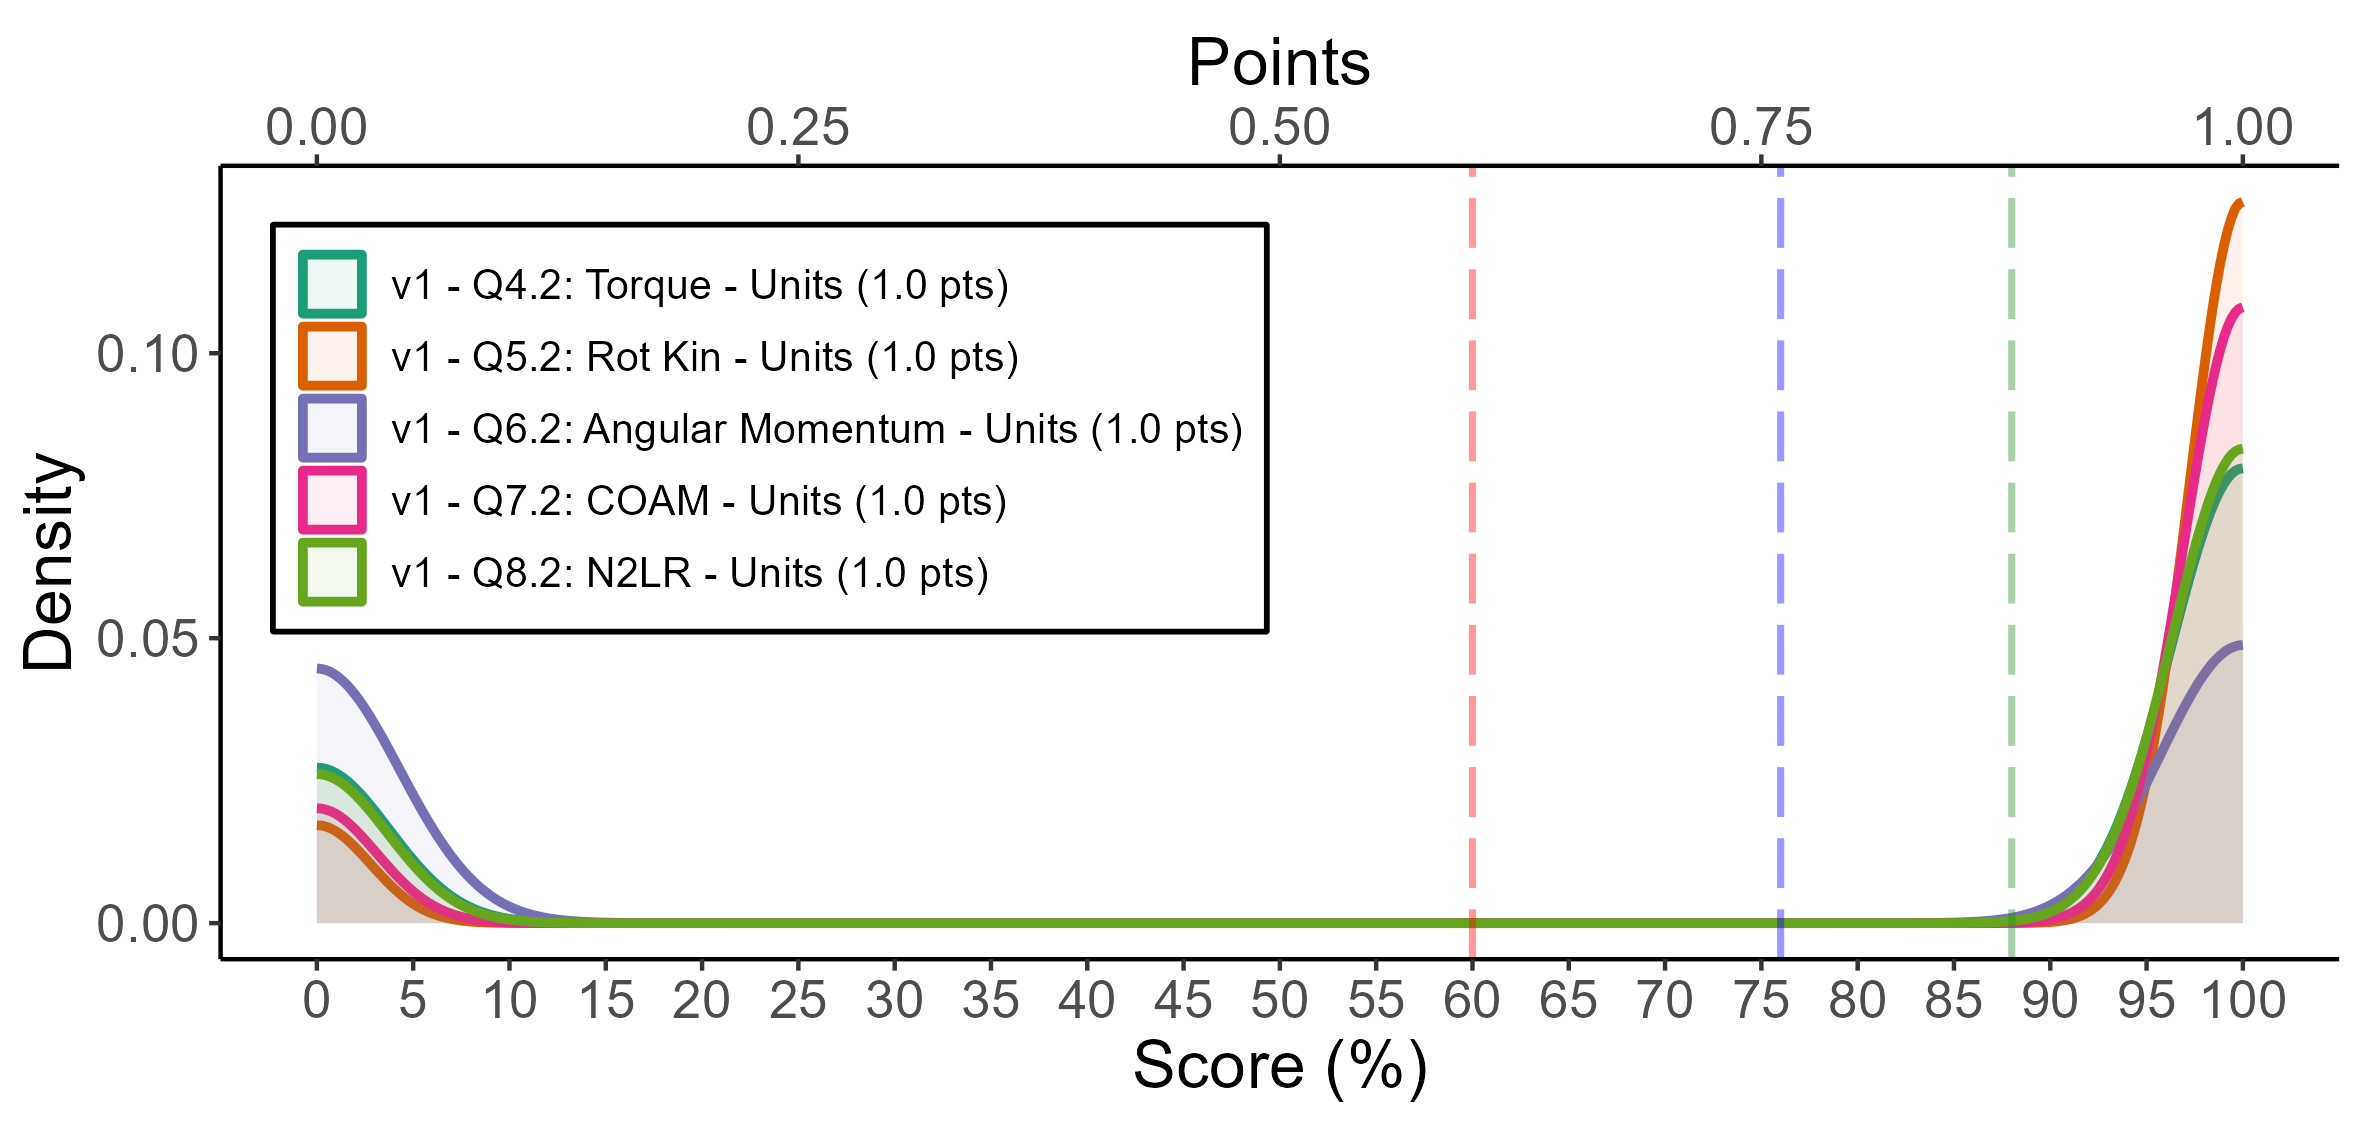 Points
0.00 0.25 0.50 0.75 1.00
v1 - Q4.2: Torque - Units (1.0 pts)
v1 - Q5.2: Rot Kin - Units (1.0 pts)
v1 - Q6.2: Angular Momentum - Units (1.0 pts)
v1 - Q7.2: COAM - Units (1.0 pts)
v1 - Q8.2: N2LR - Units (1.0 pts)
Density
0.10
0.05
0.00
0 5 10 15 20 25 30 35 40 45 50 55 60 65 70 75 80 85 90 95 100
Score (%)